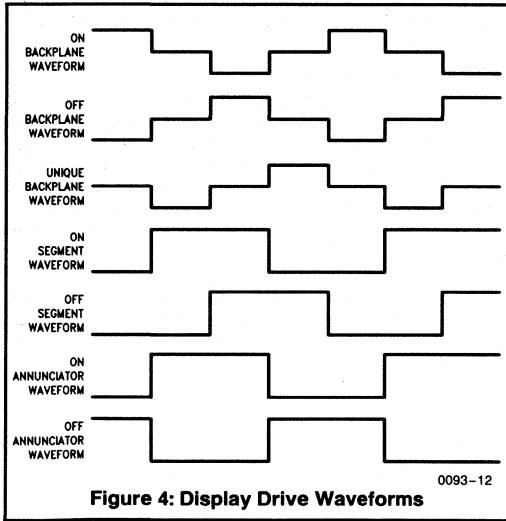 ON
BACKPLANE
WAVEFORM
OFF
BACKPLANE
WAVEFORM
UNIQUE
BACKPLANE
WAVEFORM
ON
SEGMENT
WAVEFORM
OFF
SEGMENT
WAVEFORM
ON
ANNUNCIATOR
WAVEFORM
OFF
ANNUNCIATOR
WAVEFORM
0093-12
Figure 4: Display Drive Waveforms